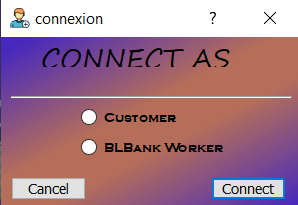 connexion ?
CONNECT AS
CUSTOMER
BLBANK WORKER
Cancel Connect